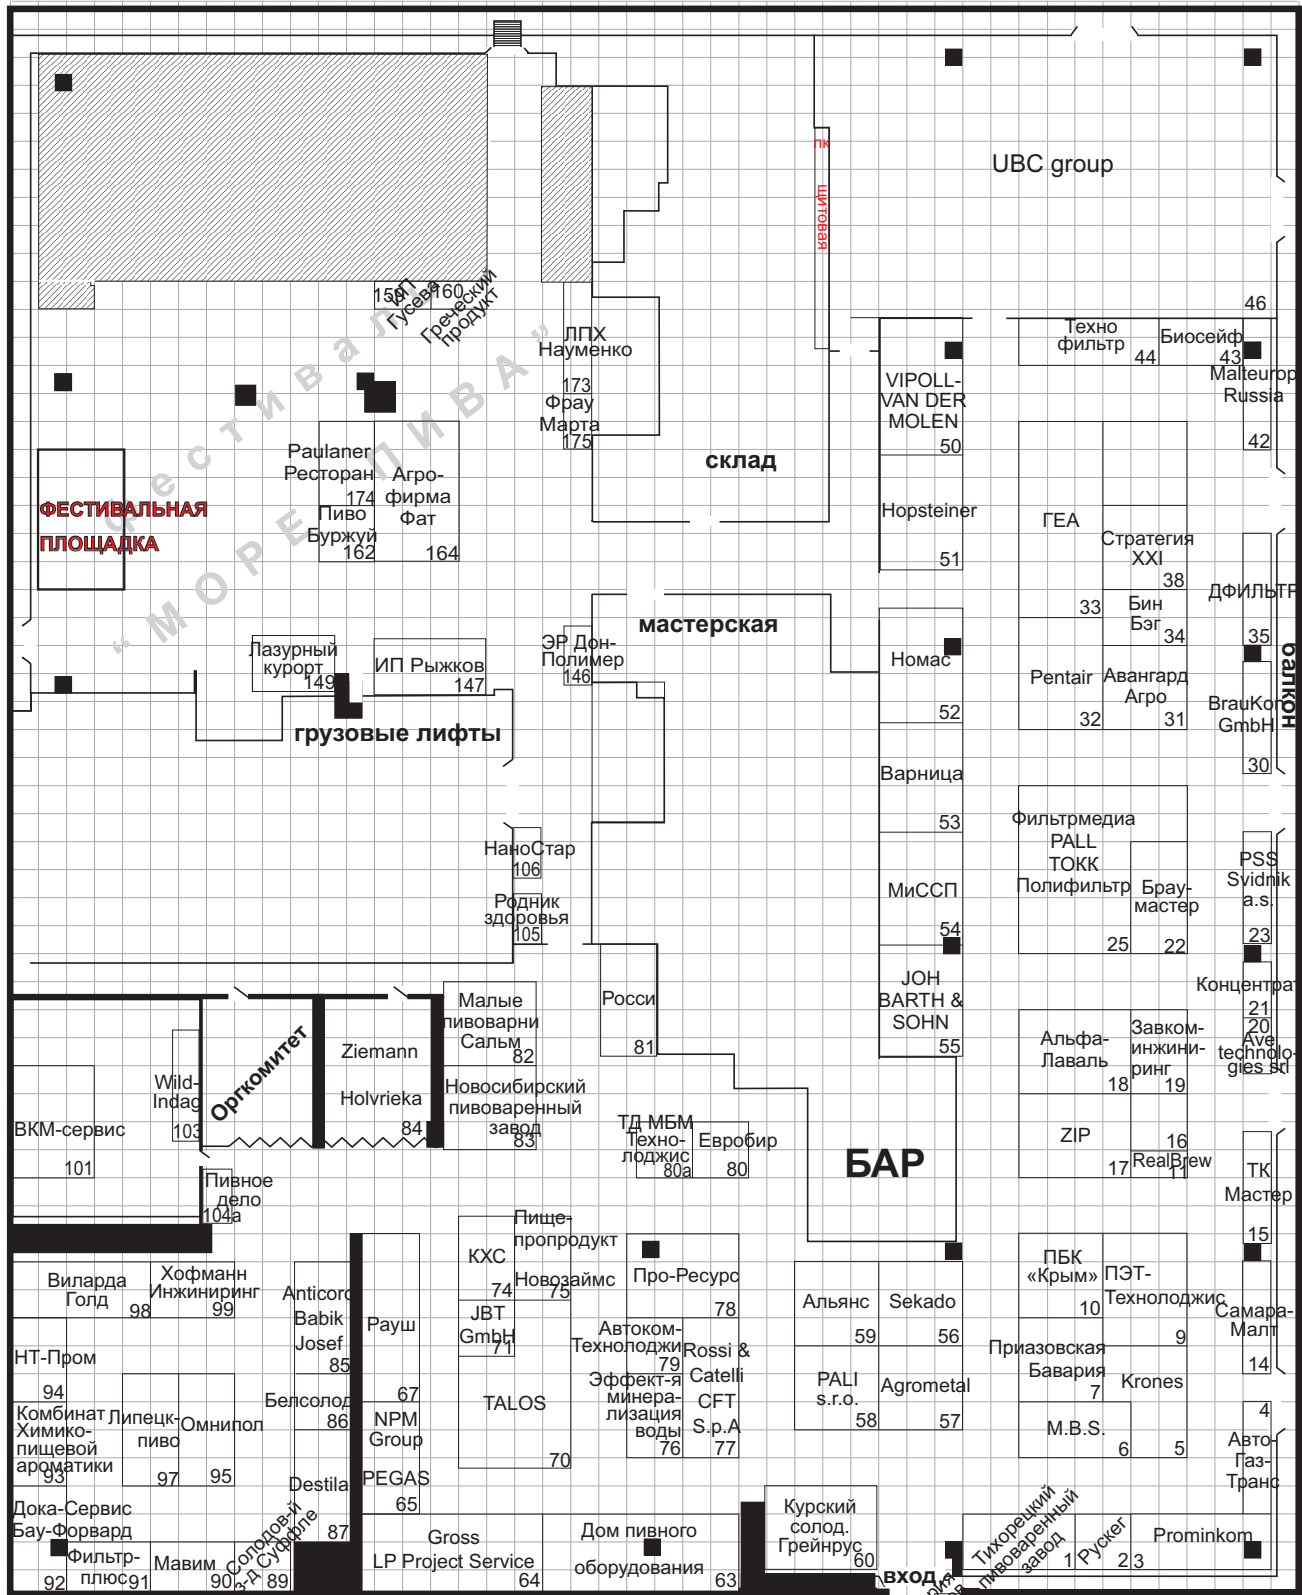 ПК
щитовая
UBC group
46
159
ИП
Гусева
160
Греческий
продукт
фестиваль
“МОРЕ ПИВА”
ЛПХ
Науменко
173
Фрау
Марта
175
Техно
фильтр
44
Биосейф
43
Malteurop
Russia
42
VIPOLL-
VAN DER
MOLEN
50
Paulaner
Ресторан
174
Пиво
Буржуй
162
Агро-
фирма
Фат
164
склад
ФЕСТИВАЛЬНАЯ
ПЛОЩАДКА
Hopsteiner
51
ГЕА
33
Стратегия
XXI
38
Бин
Бэг
34
ДФИЛЬТР
35
балкон
Лазурный
курорт
149
ИП Рыжков
147
ЭР Дон-
Полимер
146
мастерская
Номас
52
Pentair
32
Авангард
Агро
31
BrauKon
GmbH
30
грузовые лифты
Варница
53
Фильтрмедиа
PALL
ТОКК
Полифильтр
25
Брау-
мастер
22
PSS
Svidnik
a.s.
23
НаноСтар
106
Родник
здоровья
105
МиССП
54
JOH
BARTH &
SOHN
55
Концентрат
21
20
Ave
technolo-
gies srl
Малые
пивоварни
Сальм
82
Росси
81
Альфа-
Лаваль
18
Завком-
инжини-
ринг
19
Оргкомитет
Ziemann
Holvrieka
84
Новосибирский
пивоваренный
завод
83
Wild-
Indag
103
ВКМ-сервис
101
Пивное
дело
104а
ТД МБМ
Техно-
лоджис
80а
Евробир
80
БАР
ZIP
17
16
RealBrew
11
ТК
Мастер
15
КХС
74
Пище-
пропродукт
Новозаймс
75
Про-Ресурс
78
Альянс
59
Sekado
56
ПБК
«Крым»
10
ПЭТ-
Технолоджис
9
Самара-
Малт
14
Виларда
Голд
98
Хофманн
Инжиниринг
99
Anticorc
Babik
Josef
85
Рауш
67
JBT
GmbH
71
Автоком-
Технолоджи
79
Rossi &
Catelli
CFT
S.p.A
77
Приазовская
Бавария
7
Krones
5
НТ-Пром
94
Белсолод
86
TALOS
70
Эффект-я
минера-
лизация
воды
76
PALI
s.r.o.
58
Agrometal
57
M.B.S.
6
4
Авто-
Газ-
Транс
Комбинат
Химико-
пищевой
ароматики
93
Липецк-
пиво
97
Омнипол
95
NPM
Group
PEGAS
65
Destila
87
Дока-Сервис
Бау-Форвард
92
Фильтр-
плюс
91
Мавим
90
Солодов-й
з-д Суффле
89
Gross
LP Project Service
64
Дом пивного
оборудования
63
Курский
солод.
Грейнрус
60
вход
Тихорецкий
пивоваренный
завод
1
Рускер
2
3
Prominkom